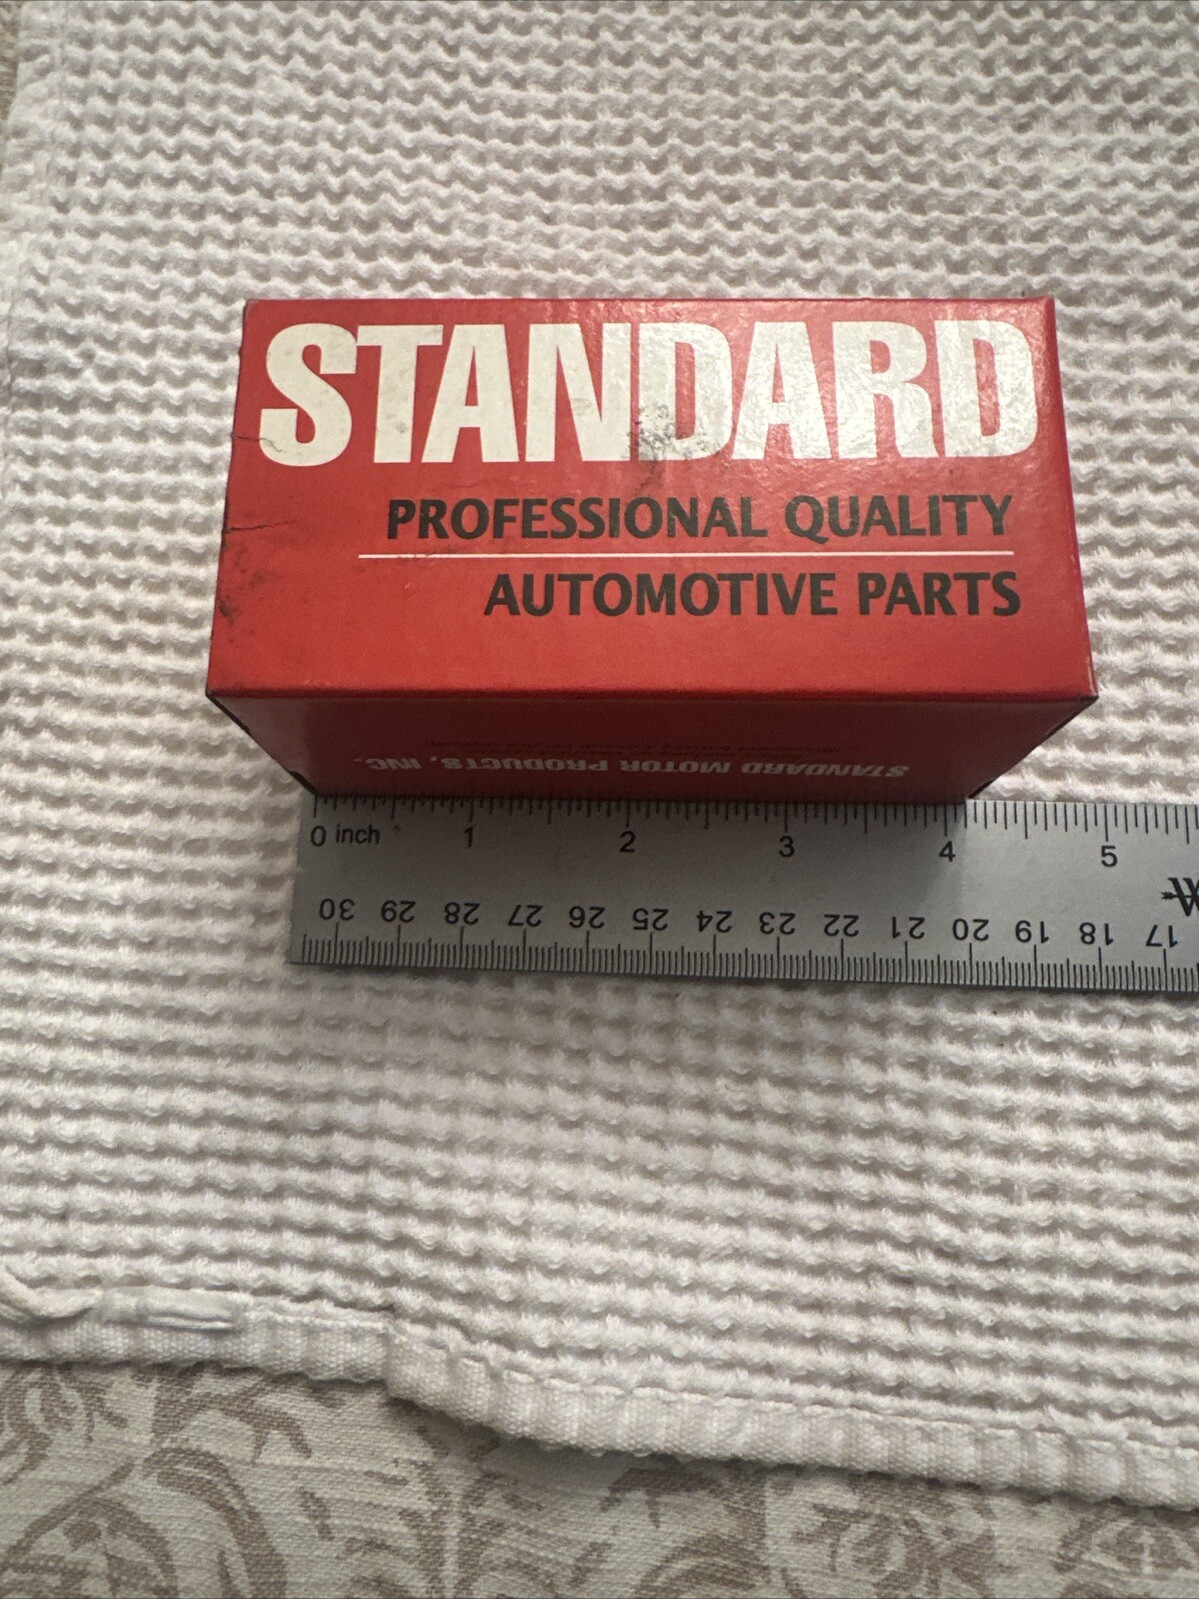 STANDARD
PROFESSIONAL QUALITY
AUTOMOTIVE PARTS
STANDARD MOTOR PRODUCTS, INC.
0 inch 1 2 3 4 5
W
30 29 28 27 26 25 24 23 22 21 20 19 18 17